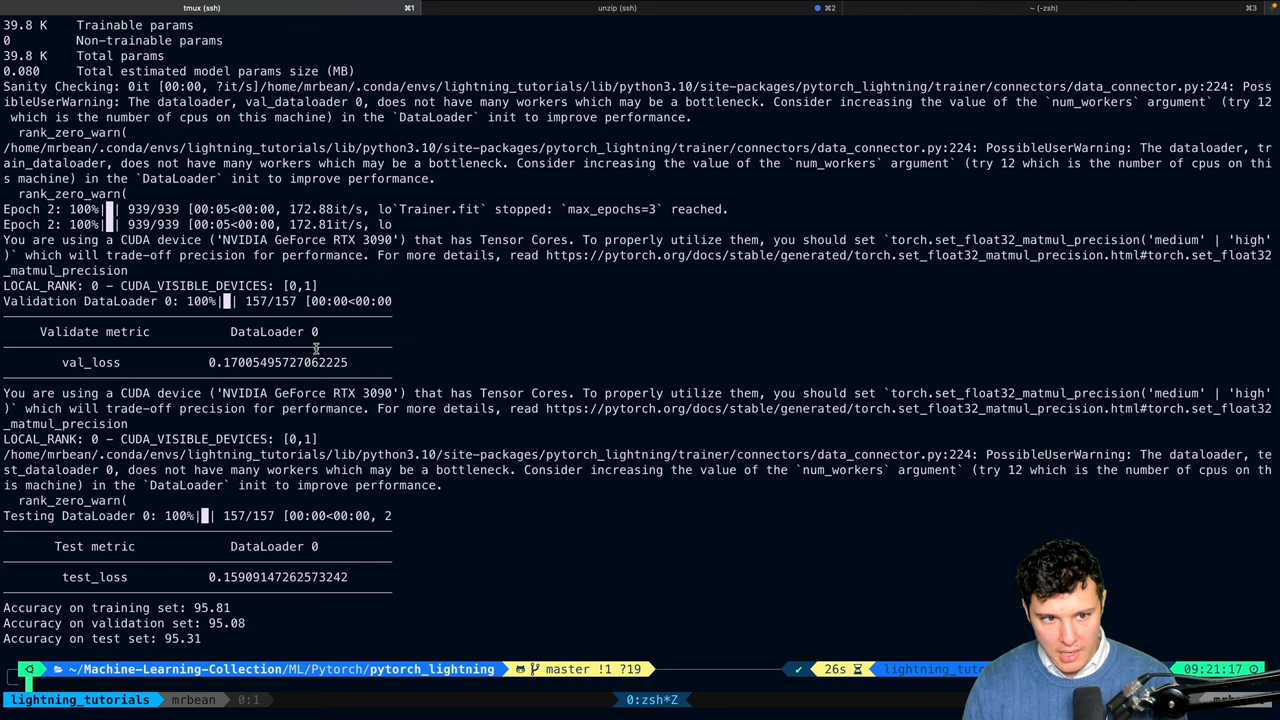 tmux (ssh) ⌘1 unzip (ssh) ⌘2 ~ (-zsh) ⌘3
39.8 K Trainable params
0 Non-trainable params
39.8 K Total params
0.080 Total estimated model params size (MB)
Sanity Checking: 0it [00:00, ?it/s]/home/mrbean/.conda/envs/lightning_tutorials/lib/python3.10/site-packages/pytorch_lightning/trainer/connectors/data_connector.py:224: Poss
ibleUserWarning: The dataloader, val_dataloader 0, does not have many workers which may be a bottleneck. Consider increasing the value of the `num_workers` argument` (try 12
which is the number of cpus on this machine) in the `DataLoader` init to improve performance.
rank_zero_warn(
/home/mrbean/.conda/envs/lightning_tutorials/lib/python3.10/site-packages/pytorch_lightning/trainer/connectors/data_connector.py:224: PossibleUserWarning: The dataloader, tr
ain_dataloader, does not have many workers which may be a bottleneck. Consider increasing the value of the `num_workers` argument` (try 12 which is the number of cpus on thi
s machine) in the `DataLoader` init to improve performance.
rank_zero_warn(
Epoch 2: 100%|█| 939/939 [00:05<00:00, 172.88it/s, lo`Trainer.fit` stopped: `max_epochs=3` reached.
Epoch 2: 100%|█| 939/939 [00:05<00:00, 172.81it/s, lo
You are using a CUDA device ('NVIDIA GeForce RTX 3090') that has Tensor Cores. To properly utilize them, you should set `torch.set_float32_matmul_precision('medium' | 'high'
)` which will trade-off precision for performance. For more details, read https://pytorch.org/docs/stable/generated/torch.set_float32_matmul_precision.html#torch.set_float32
_matmul_precision
LOCAL_RANK: 0 - CUDA_VISIBLE_DEVICES: [0,1]
Validation DataLoader 0: 100%|█| 157/157 [00:00<00:00
Validate metric DataLoader 0
val_loss 0.17005495727062225
You are using a CUDA device ('NVIDIA GeForce RTX 3090') that has Tensor Cores. To properly utilize them, you should set `torch.set_float32_matmul_precision('medium' | 'high'
)` which will trade-off precision for performance. For more details, read https://pytorch.org/docs/stable/generated/torch.set_float32_matmul_precision.html#torch.set_float32
_matmul_precision
LOCAL_RANK: 0 - CUDA_VISIBLE_DEVICES: [0,1]
/home/mrbean/.conda/envs/lightning_tutorials/lib/python3.10/site-packages/pytorch_lightning/trainer/connectors/data_connector.py:224: PossibleUserWarning: The dataloader, te
st_dataloader 0, does not have many workers which may be a bottleneck. Consider increasing the value of the `num_workers` argument` (try 12 which is the number of cpus on th
is machine) in the `DataLoader` init to improve performance.
rank_zero_warn(
Testing DataLoader 0: 100%|█| 157/157 [00:00<00:00, 2
Test metric DataLoader 0
test_loss 0.15909147262573242
Accuracy on training set: 95.81
Accuracy on validation set: 95.08
Accuracy on test set: 95.31
~/Machine-Learning-Collection/ML/Pytorch/pytorch_lightning master !1 ?19 ✔ 26s lightning_tuto 09:21:17
lightning_tutorials mrbean 0:1 0:zsh*Z